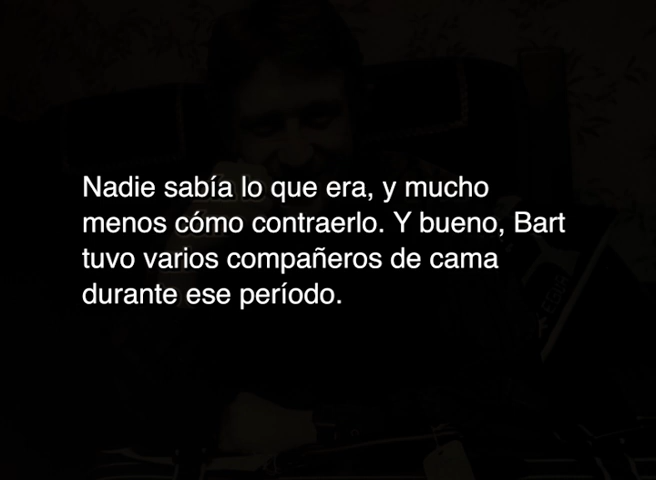 Nadie sabía lo que era, y mucho
menos cómo contraerlo. Y bueno, Bart
tuvo varios compañeros de cama
durante ese período.